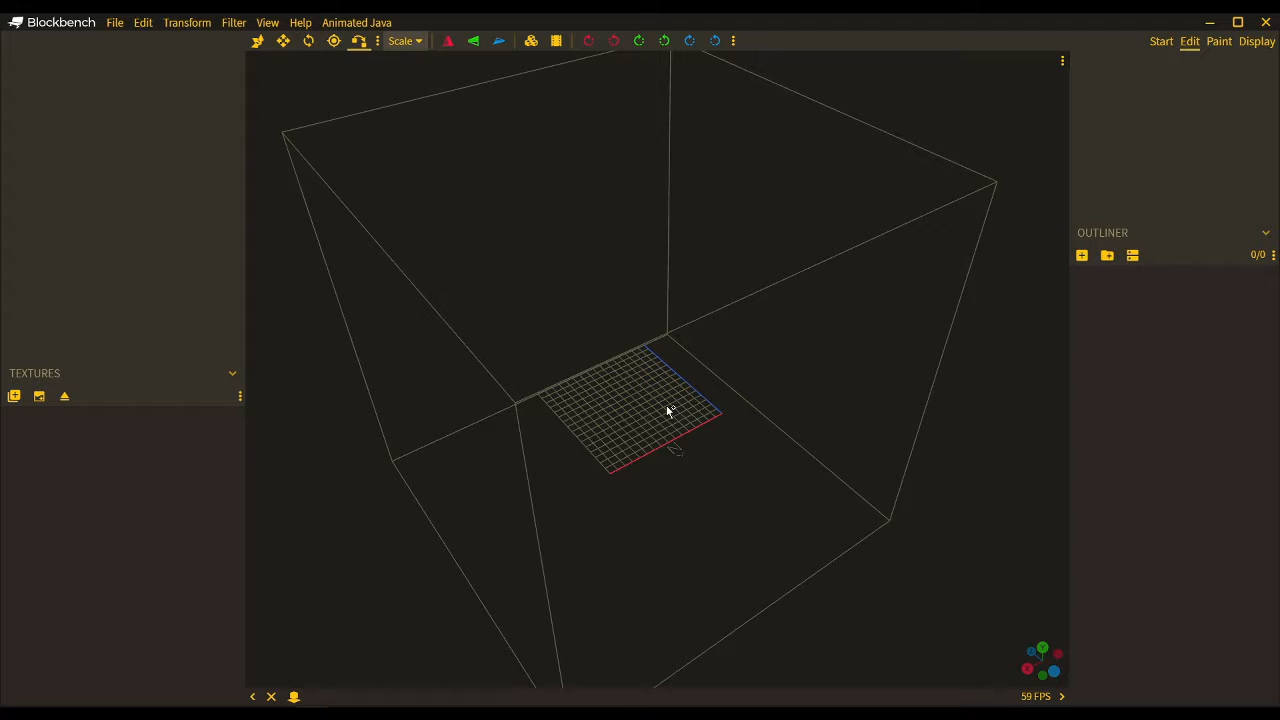 Blockbench File Edit Transform Filter View Help Animated Java
Scale Start Edit Paint Display
OUTLINER
0/0
TEXTURES
N
Y
Z
X
59 FPS